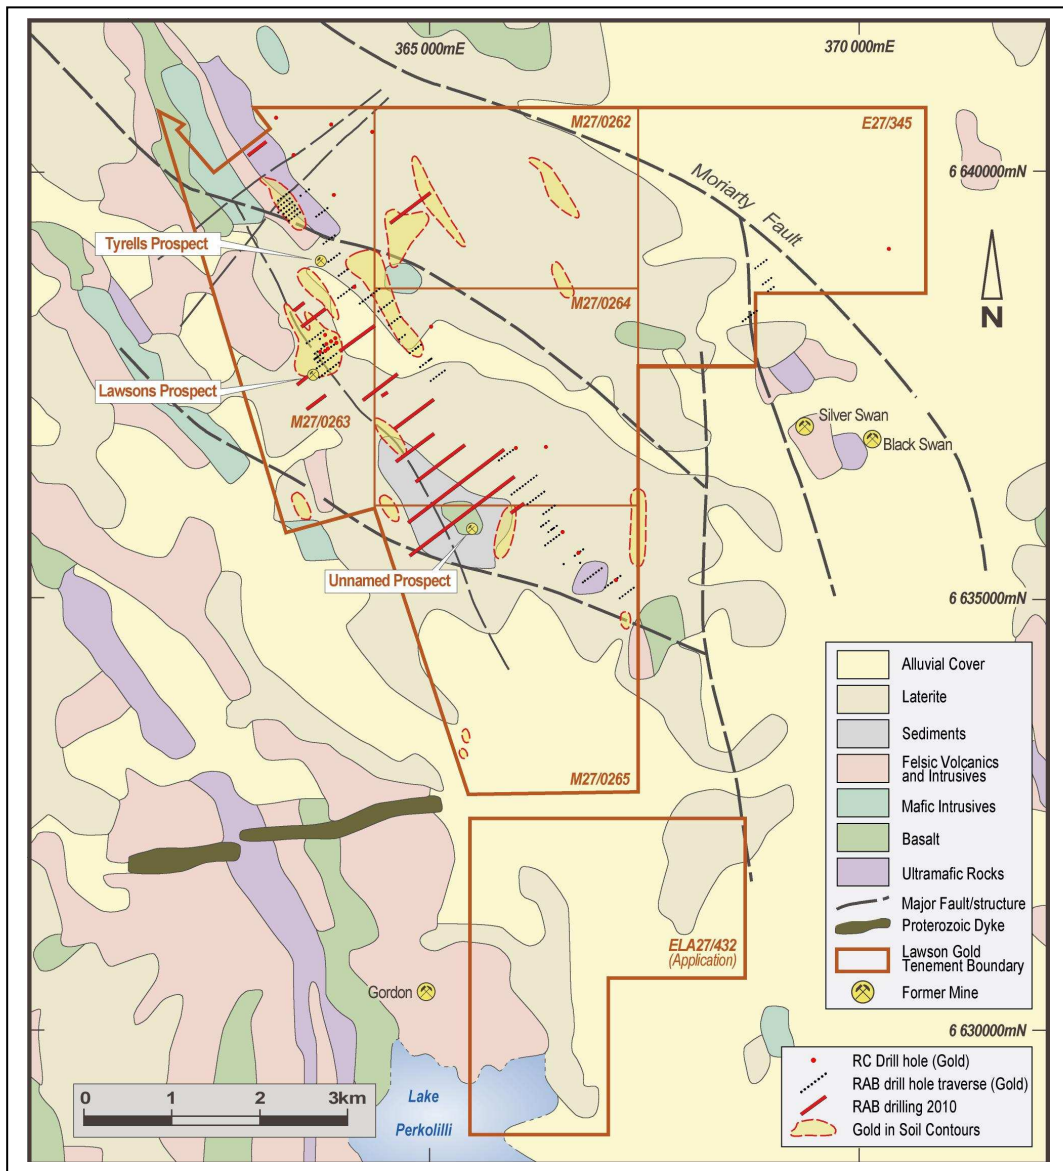 365 000mE
370 000mE
M27/0262
E27/345
6 640000mN
Moriarty Fault
Tyrells Prospect
M27/0264
N
Lawsons Prospect
M27/0263
Silver Swan
Black Swan
Unnamed Prospect
6 635000mN
M27/0265
Alluvial Cover
Laterite
Sediments
Felsic Volcanics
and Intrusives
Mafic Intrusives
Basalt
Ultramafic Rocks
Major Fault/structure
Proterozoic Dyke
Lawson Gold
Tenement Boundary
Former Mine
ELA27/432
(Application)
Gordon
6 630000mN
RC Drill hole (Gold)
RAB drill hole traverse (Gold)
RAB drilling 2010
Gold in Soil Contours
0 1 2 3km
Lake
Perkolilli